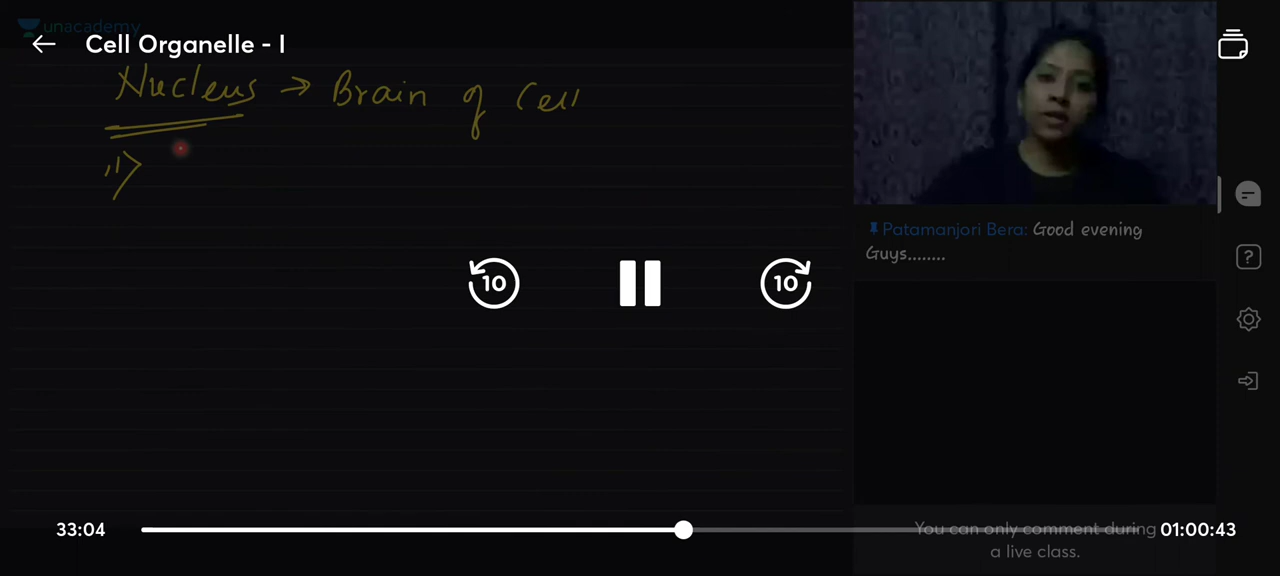 unacademy
Cell Organelle - I
Nucleus → Brain of Cell
Patamanjori Bera: Good evening
Guys........
10
10
?
33:04
01:00:43
You can only comment during
a live class.